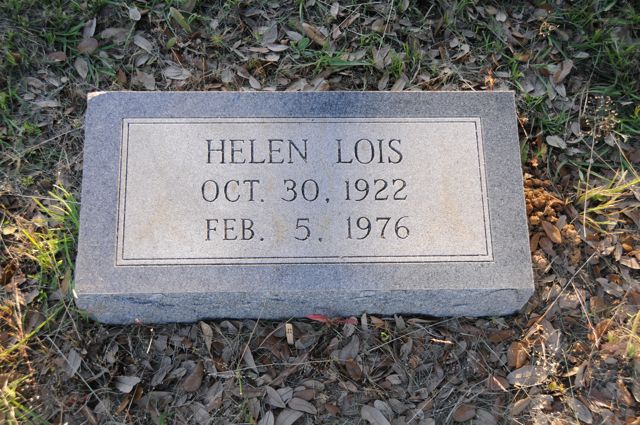 HELEN LOIS
OCT. 30, 1922
FEB. 5, 1976